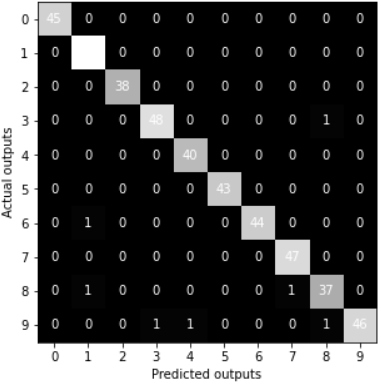 0 45 0 0 0 0 0 0 0 0 0
1 0 0 0 0 0 0 0 0 0
2 0 0 38 0 0 0 0 0 0 0
3 0 0 0 48 0 0 0 0 1 0
4 0 0 0 0 40 0 0 0 0 0
5 0 0 0 0 0 43 0 0 0 0
6 0 1 0 0 0 0 44 0 0 0
7 0 0 0 0 0 0 0 47 0 0
8 0 1 0 0 0 0 0 1 37 0
9 0 0 0 1 1 0 0 0 1 46
0 1 2 3 4 5 6 7 8 9
Predicted outputs
Actual outputs